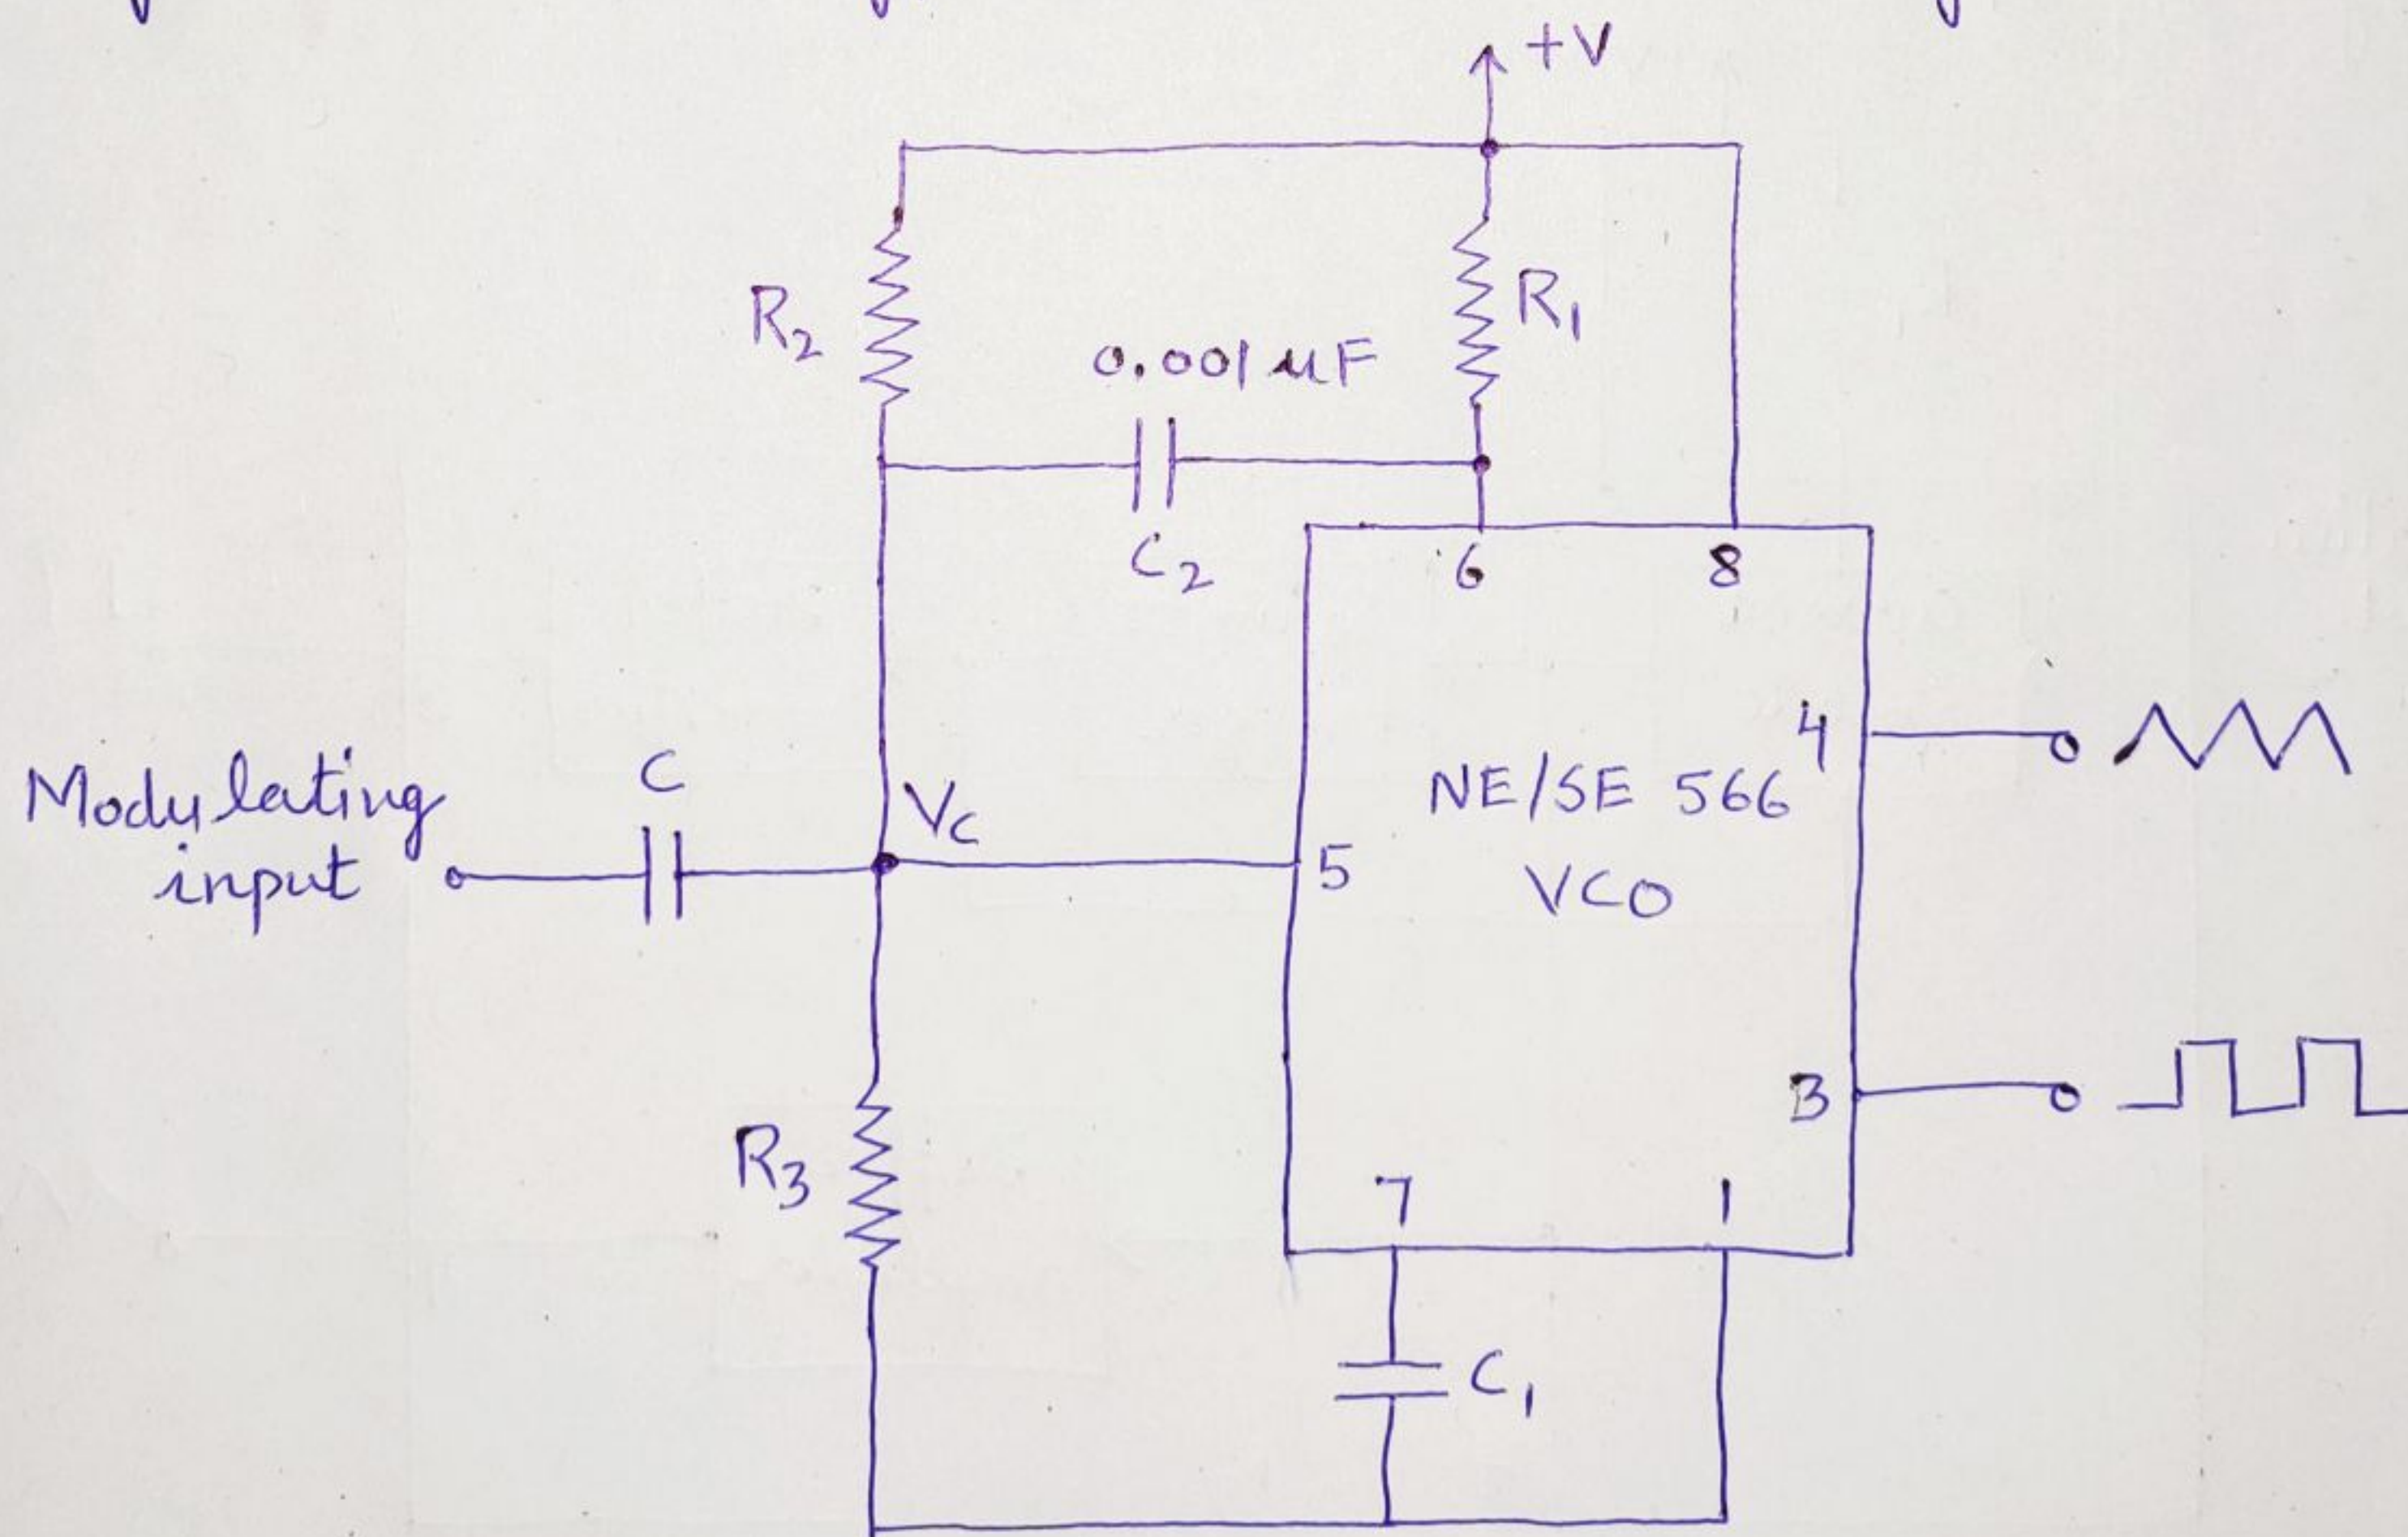 +V
R2
R1
0.001 μF
C2
6
8
4
Modulating
input
C
VC
5
NE/SE 566
VCO
3
R3
7
1
C1